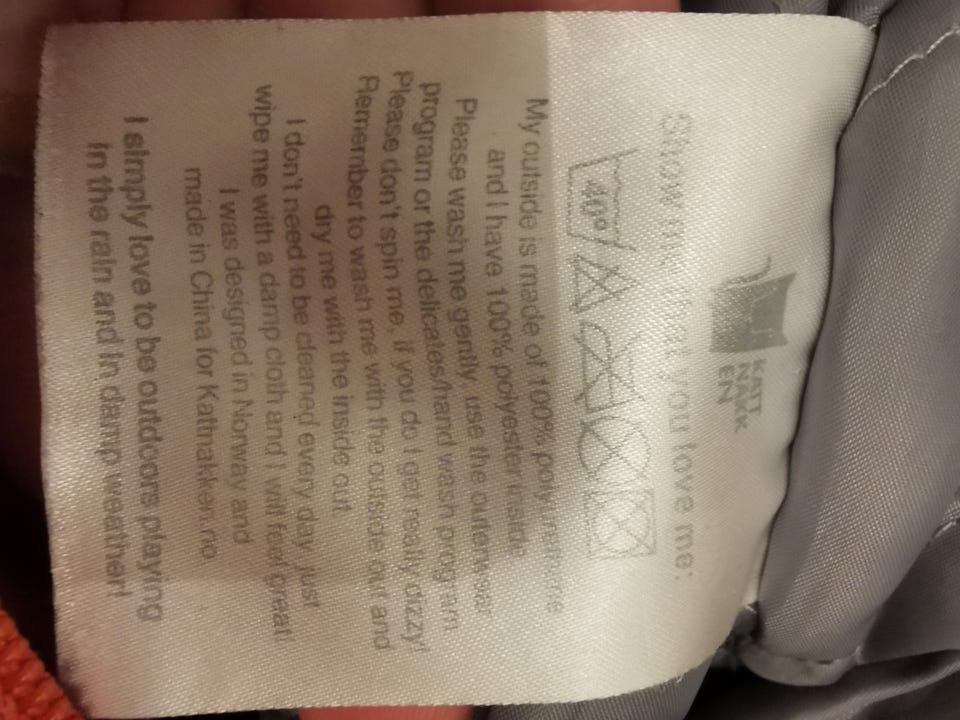 KATT
NAKK
EN
Show me that you love me:
40°
My outside is made of 100% polyurethane
and I have 100% polyester inside
Please wash me gently, use the outerwear
program or the delicates/hand wash program
Please don't spin me, if you do I get really dizzy!
Remember to wash me with the outside out and
dry me with the inside out.
I don't need to be cleaned every day, just
wipe me with a damp cloth and I will feel great!
I was designed in Norway and
made in China for Kattnakken.no
I simply love to be outdoors playing
in the rain and in damp weather!